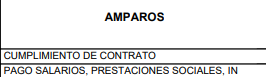 AMPAROS
CUMPLIMIENTO DE CONTRATO
PAGO SALARIOS, PRESTACIONES SOCIALES, IN